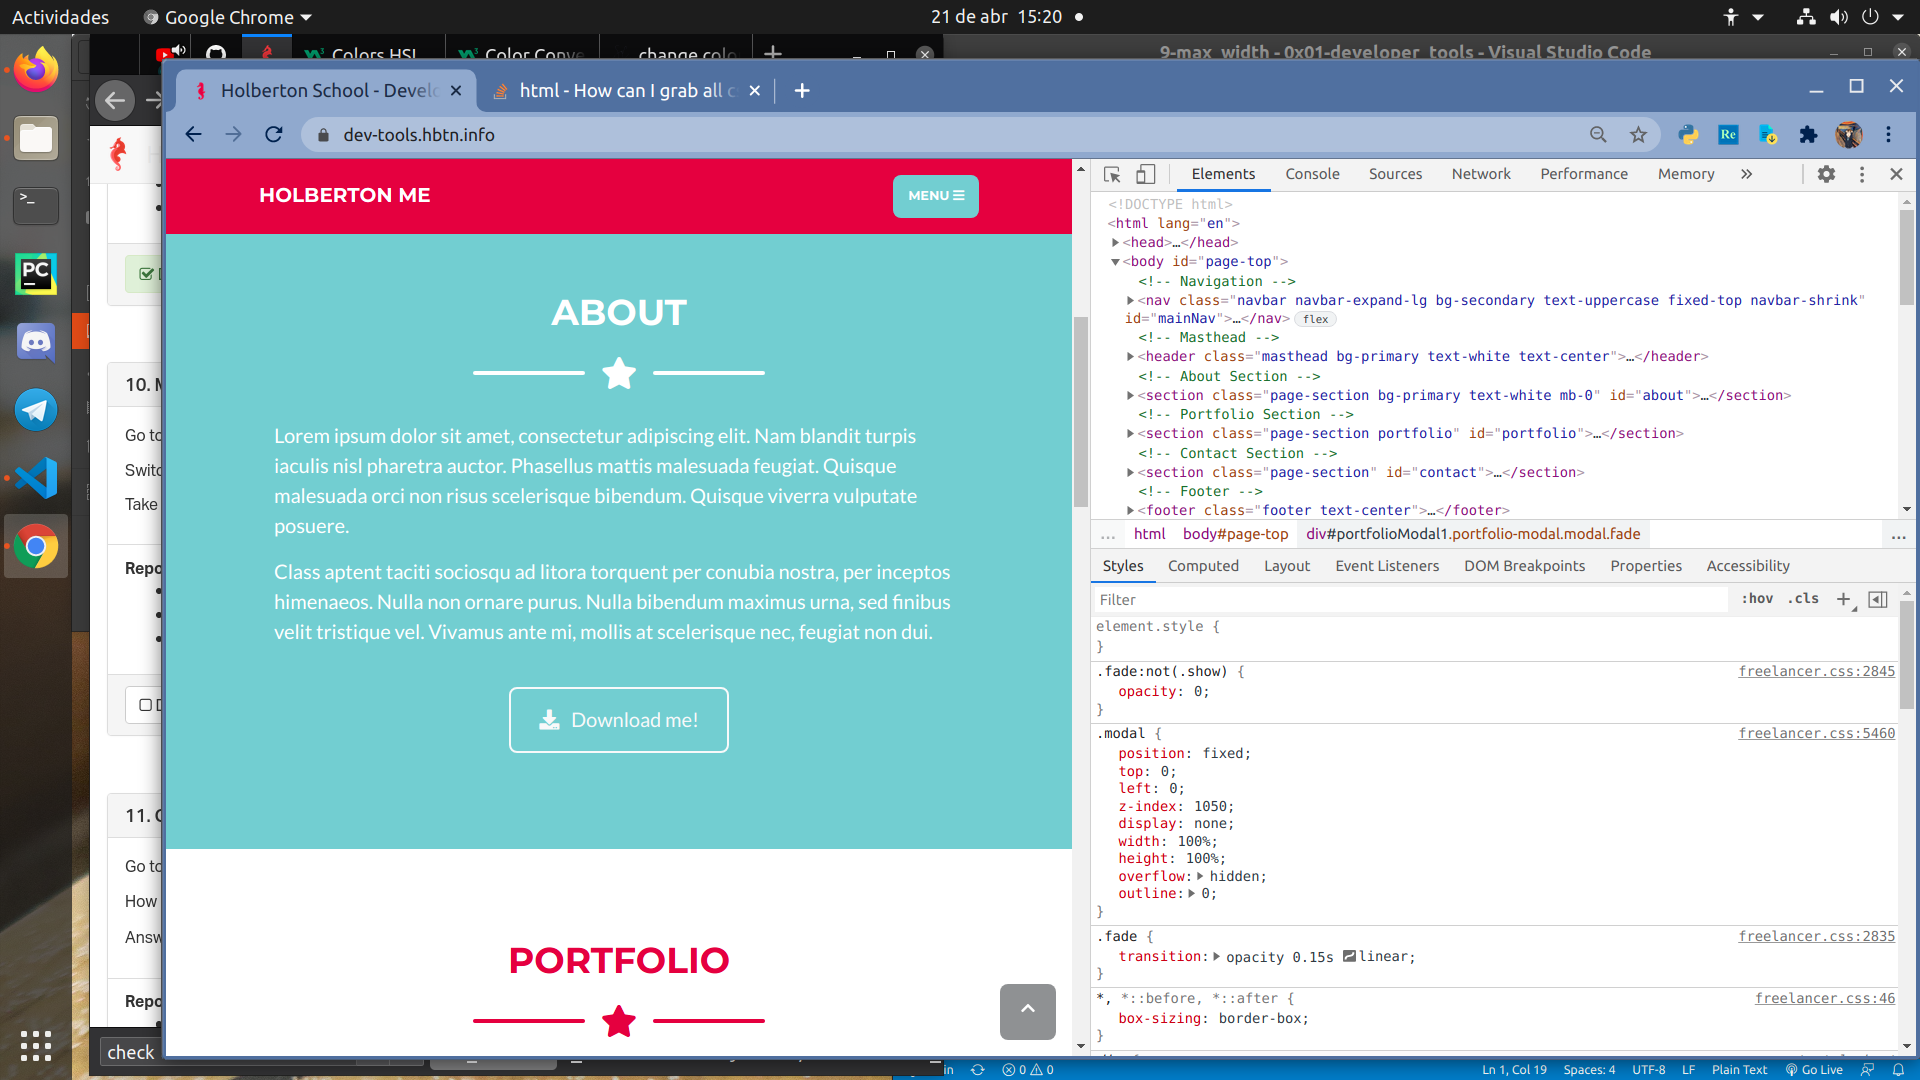 Actividades
Google Chrome
21 de abr 15:20
Colors HSL
Color Conve
change colo
9-max_width - 0x01-developer_tools - Visual Studio Code
Holberton School - Develo
html - How can I grab all c
dev-tools.hbtn.info
Re
HOLBERTON ME
MENU
ABOUT
Lorem ipsum dolor sit amet, consectetur adipiscing elit. Nam blandit turpis
iaculis nisl pharetra auctor. Phasellus mattis malesuada feugiat. Quisque
malesuada orci non risus scelerisque bibendum. Quisque viverra vulputate
posuere.
Class aptent taciti sociosqu ad litora torquent per conubia nostra, per inceptos
himenaeos. Nulla non ornare purus. Nulla bibendum maximus urna, sed finibus
velit tristique vel. Vivamus ante mi, mollis at scelerisque nec, feugiat non dui.
Download me!
PORTFOLIO
Elements Console Sources Network Performance Memory »
<!DOCTYPE html>
<html lang="en">
<head>…</head>
<body id="page-top">
<!-- Navigation -->
<nav class="navbar navbar-expand-lg bg-secondary text-uppercase fixed-top navbar-shrink"
id="mainNav">…</nav> flex
<!-- Masthead -->
<header class="masthead bg-primary text-white text-center">…</header>
<!-- About Section -->
<section class="page-section bg-primary text-white mb-0" id="about">…</section>
<!-- Portfolio Section -->
<section class="page-section portfolio" id="portfolio">…</section>
<!-- Contact Section -->
<section class="page-section" id="contact">…</section>
<!-- Footer -->
<footer class="footer text-center">…</footer>
… html body#page-top div#portfolioModal1.portfolio-modal.modal.fade …
Styles Computed Layout Event Listeners DOM Breakpoints Properties Accessibility
Filter :hov .cls +
element.style {
}
.fade:not(.show) { freelancer.css:2845
opacity: 0;
}
.modal { freelancer.css:5460
position: fixed;
top: 0;
left: 0;
z-index: 1050;
display: none;
width: 100%;
height: 100%;
overflow: hidden;
outline: 0;
}
.fade { freelancer.css:2835
transition: opacity 0.15s linear;
}
*, *::before, *::after { freelancer.css:46
box-sizing: border-box;
}
10. M
Go to
Switc
Take
Repo
11. C
Go to
How
Answ
Repo
check
PC
>_
in
0 0
Ln 1, Col 19 Spaces: 4 UTF-8 LF Plain Text Go Live